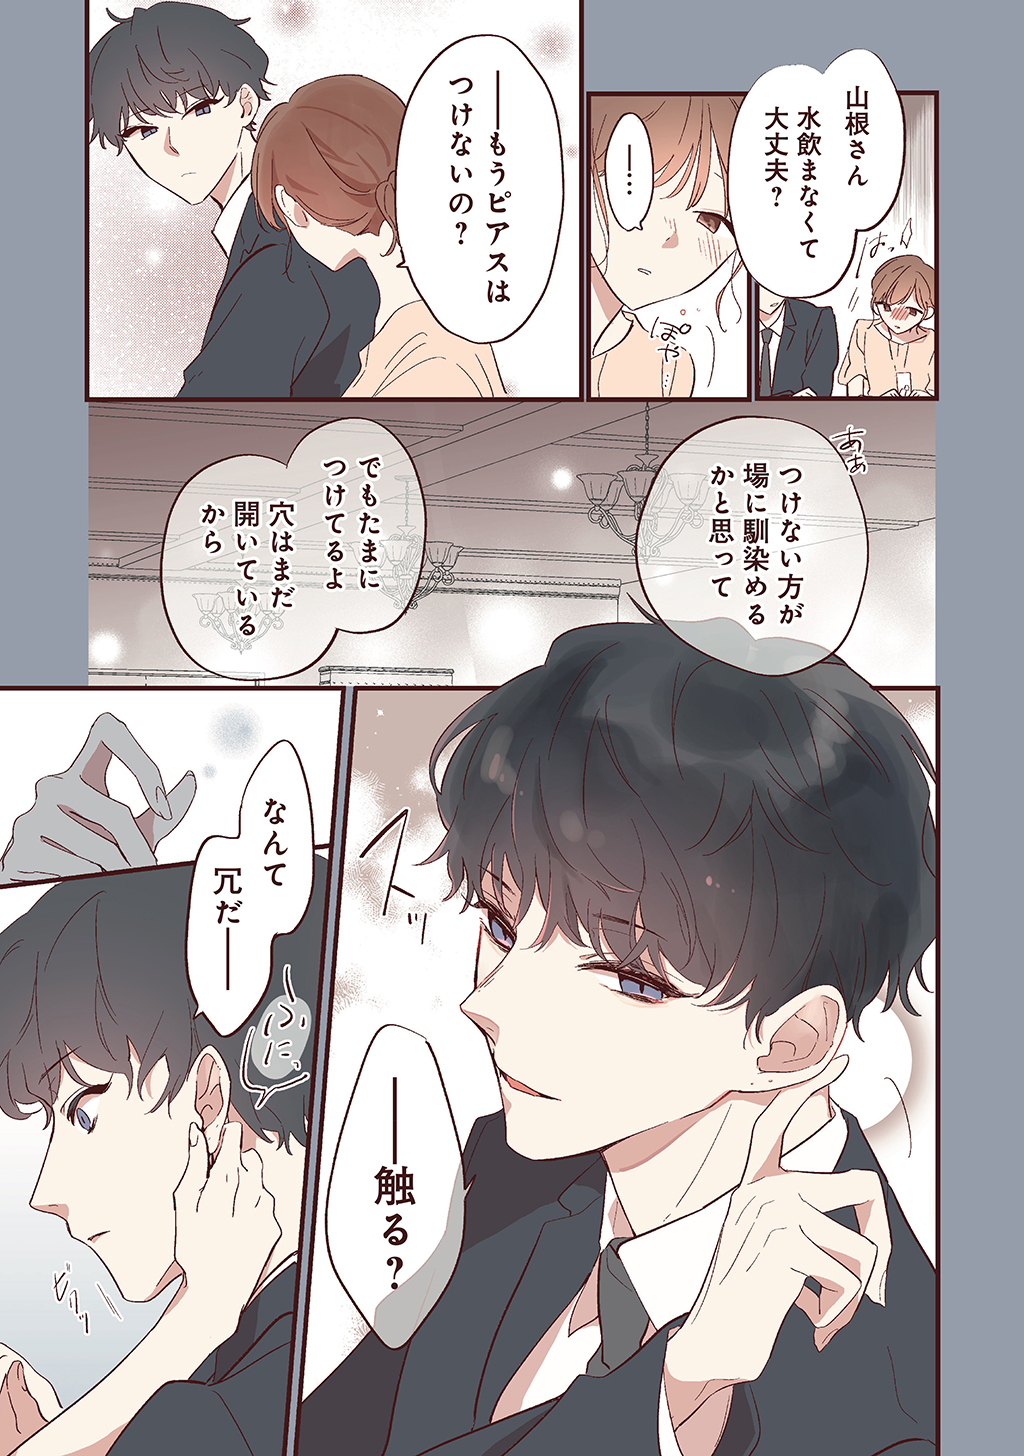 山根さん
水飲まなくて
大丈夫？
はっ
―…
ぽや…
――もうピアスは
つけないの？
あぁ
つけない方が
場に馴染める
かと思って
でもたまに
つけてるよ
穴はまだ
開いている
から
トッ
――触る？
なんて
冗だ――
ふに、
ビクッ